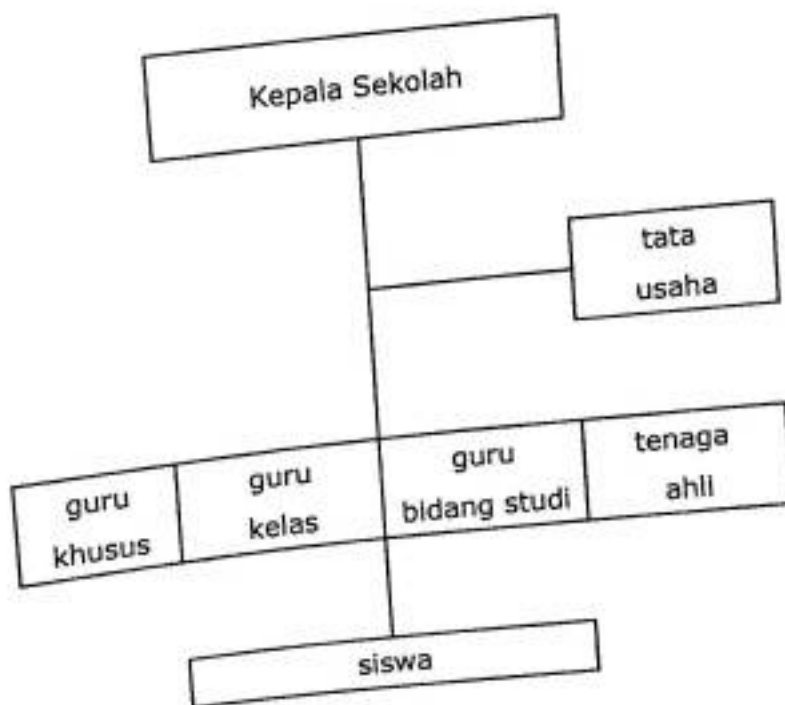 Kepala Sekolah
tata
usaha
guru
khusus
guru
kelas
guru
bidang studi
tenaga
ahli
siswa